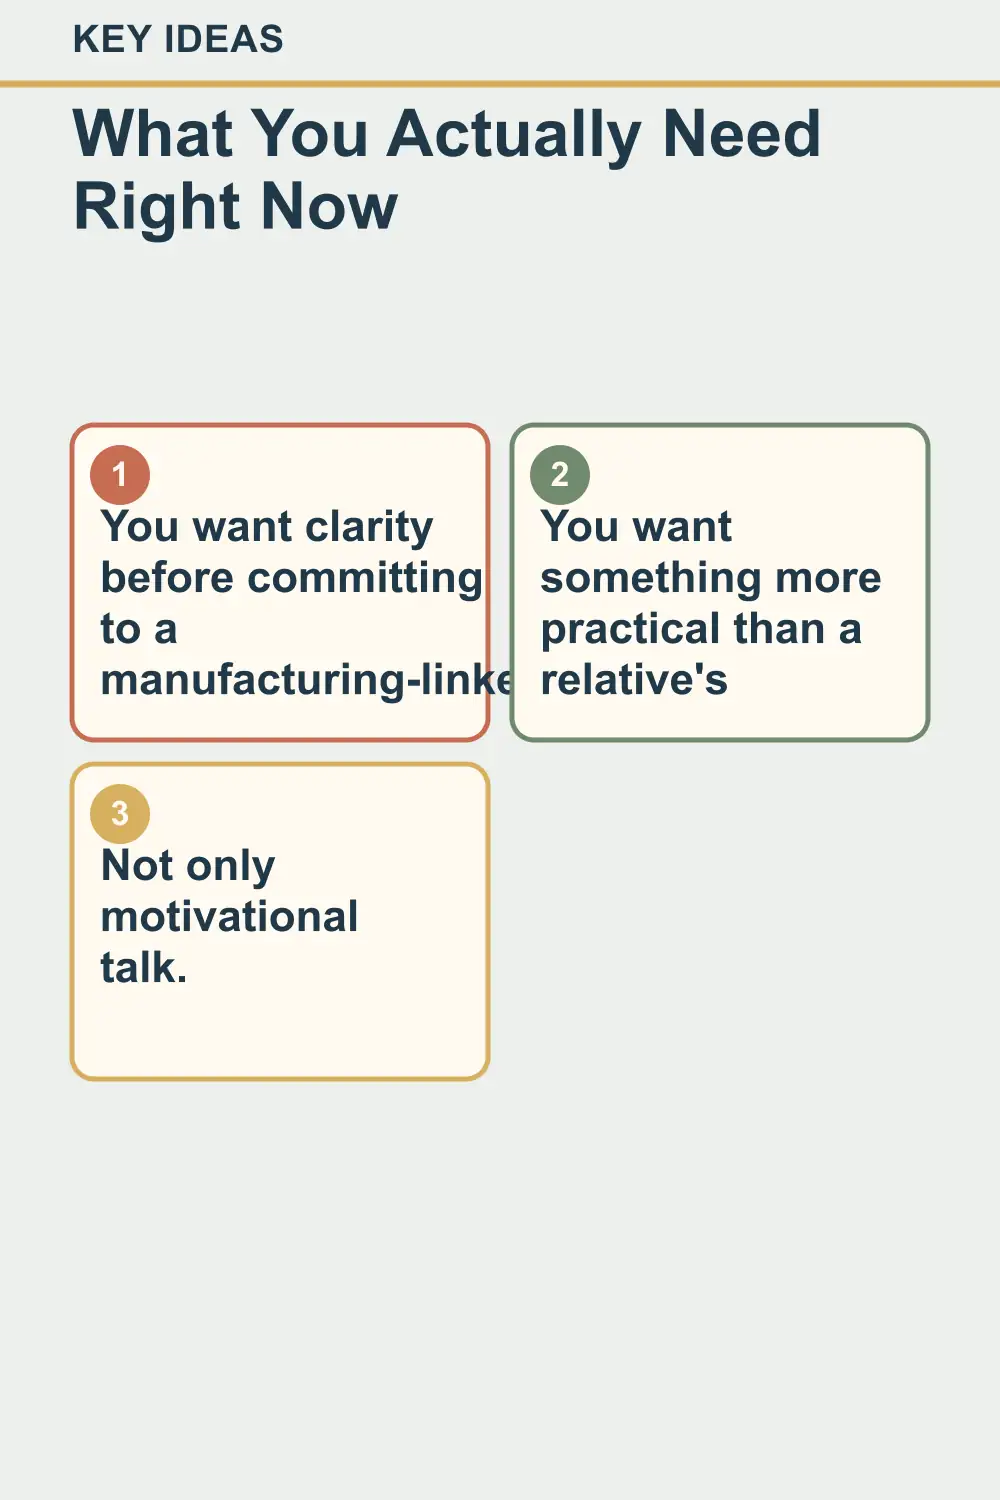 KEY IDEAS
What You Actually Need
Right Now
1
You want clarity
before committing
to a
manufacturing-linke
2
You want
something more
practical than a
relative's
3
Not only
motivational
talk.